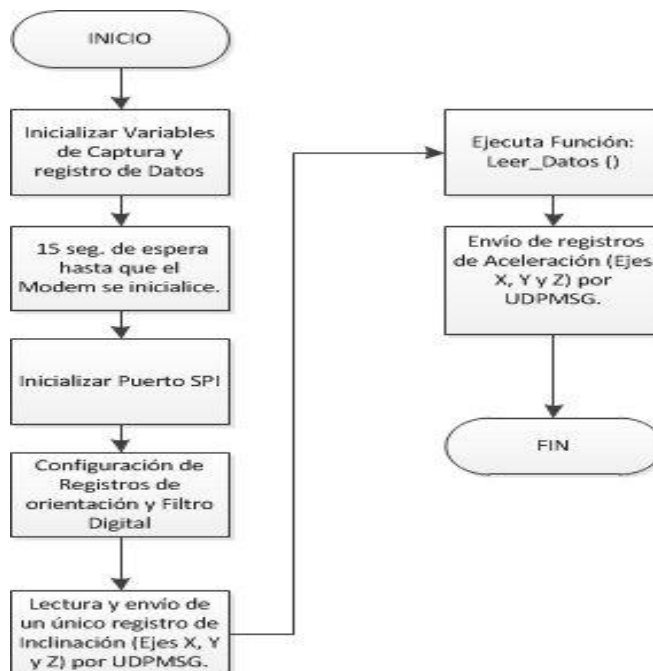 INICIO
Inicializar Variables
de Captura y
registro de Datos
15 seg. de espera
hasta que el
Modem se inicialice.
Inicializar Puerto SPI
Configuración de
Registros de
orientación y Filtro
Digital
Lectura y envío de
un único registro de
Inclinación (Ejes X, Y
y Z) por UDPMSG.
Ejecuta Función:
Leer_Datos ()
Envío de registros
de Aceleración (Ejes
X, Y y Z) por
UDPMSG.
FIN